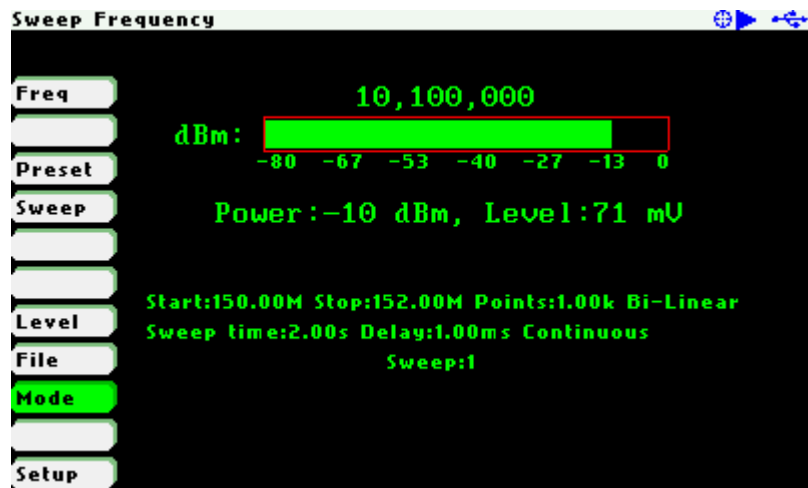 Sweep Frequency
Freq
Preset
Sweep
Level
File
Mode
Setup
10,100,000
dBm:
-80 -67 -53 -40 -27 -13 0
Power:-10 dBm, Level:71 mV
Start:150.00M Stop:152.00M Points:1.00k Bi-Linear
Sweep time:2.00s Delay:1.00ms Continuous
Sweep:1